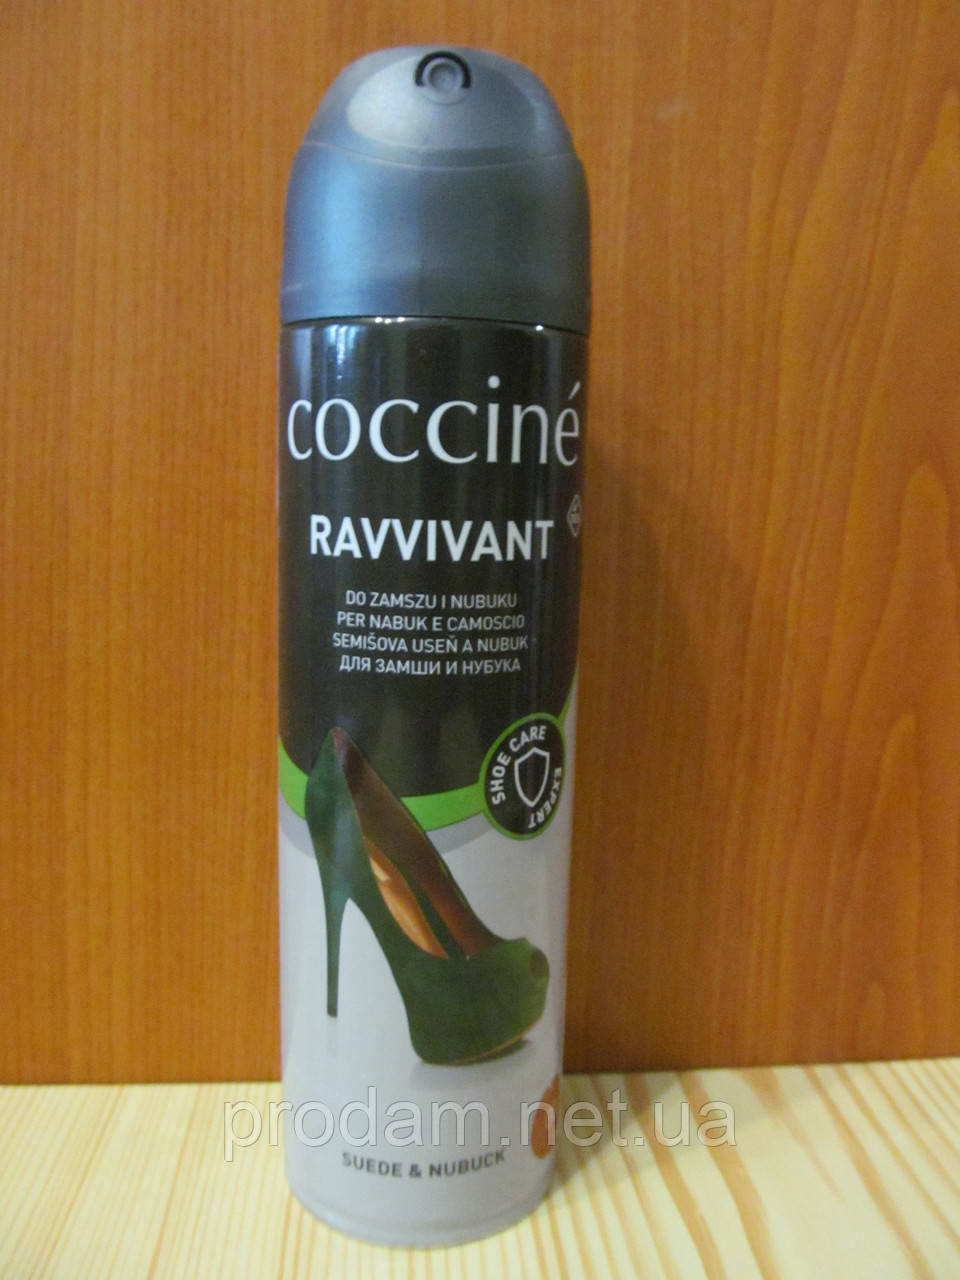 cocciné
RAVVIVANT
DO ZAMSZU I NUBUKU
PER NABUK E CAMOSCIO
SEMIŠOVA USEŇ A NUBUK
ДЛЯ ЗАМШИ И НУБУКА
SHOE CARE EXPERT
prodam.net.ua
SUEDE & NUBUCK